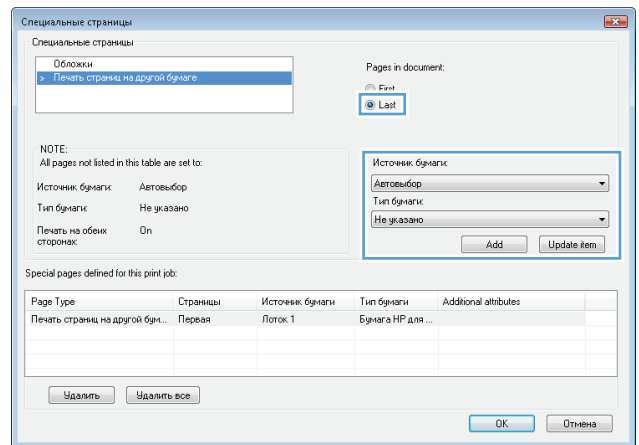 Специальные страницы
Специальные страницы
Обложки
» Печать страниц на другой бумаге
Pages in document:
First
Last
NOTE:
All pages not listed in this table are set to:
Источник бумаги: Автовыбор
Тип бумаги: Не указано
Печать на обеих сторонах: On
Источник бумаги:
Автовыбор
Тип бумаги:
Не указано
Add Update item
Special pages defined for this print job:
Page Type Страницы Источник бумаги Тип бумаги Additional attributes
Печать страниц на другой бум... Первая Лоток 1 Бумага HP для ...
Удалить Удалить все
OK Отмена